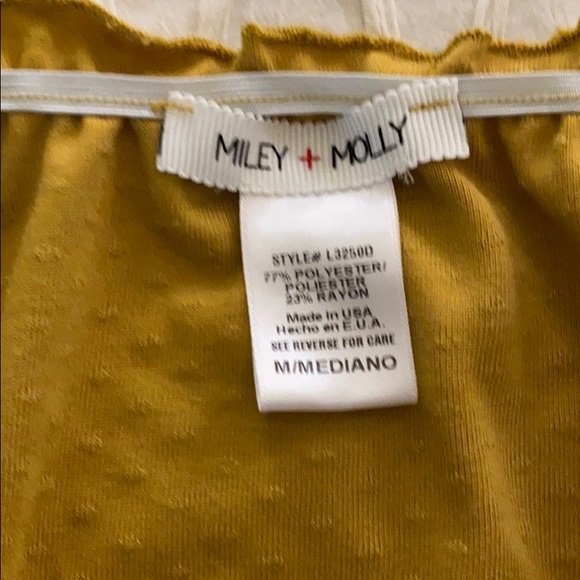 MILEY + MOLLY
STYLE# L3250D
77% POLYESTER/
POLIESTER
23% RAYON
Made in USA
Hecho en E.U.A.
SEE REVERSE FOR CARE
M/MEDIANO